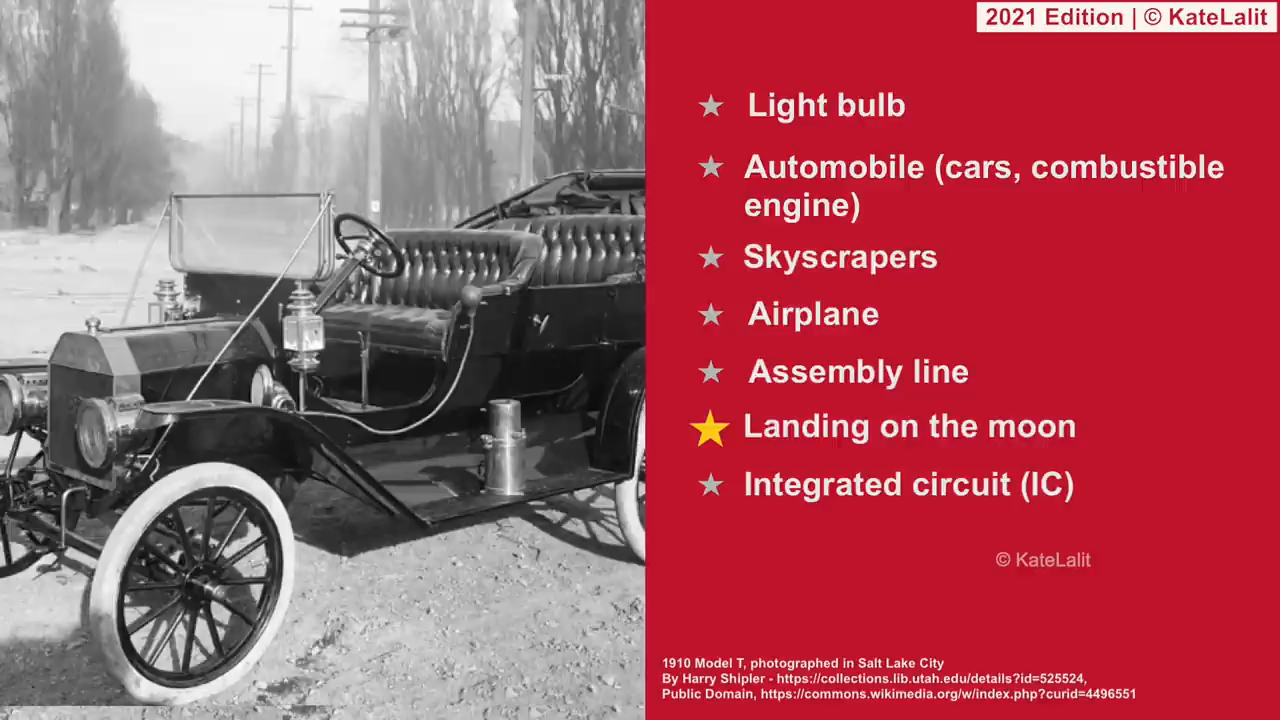 2021 Edition | © KateLalit
Light bulb
Automobile (cars, combustible
engine)
Skyscrapers
Airplane
Assembly line
Landing on the moon
Integrated circuit (IC)
© KateLalit
1910 Model T, photographed in Salt Lake City
By Harry Shipler - https://collections.lib.utah.edu/details?id=525524,
Public Domain, https://commons.wikimedia.org/w/index.php?curid=4496551